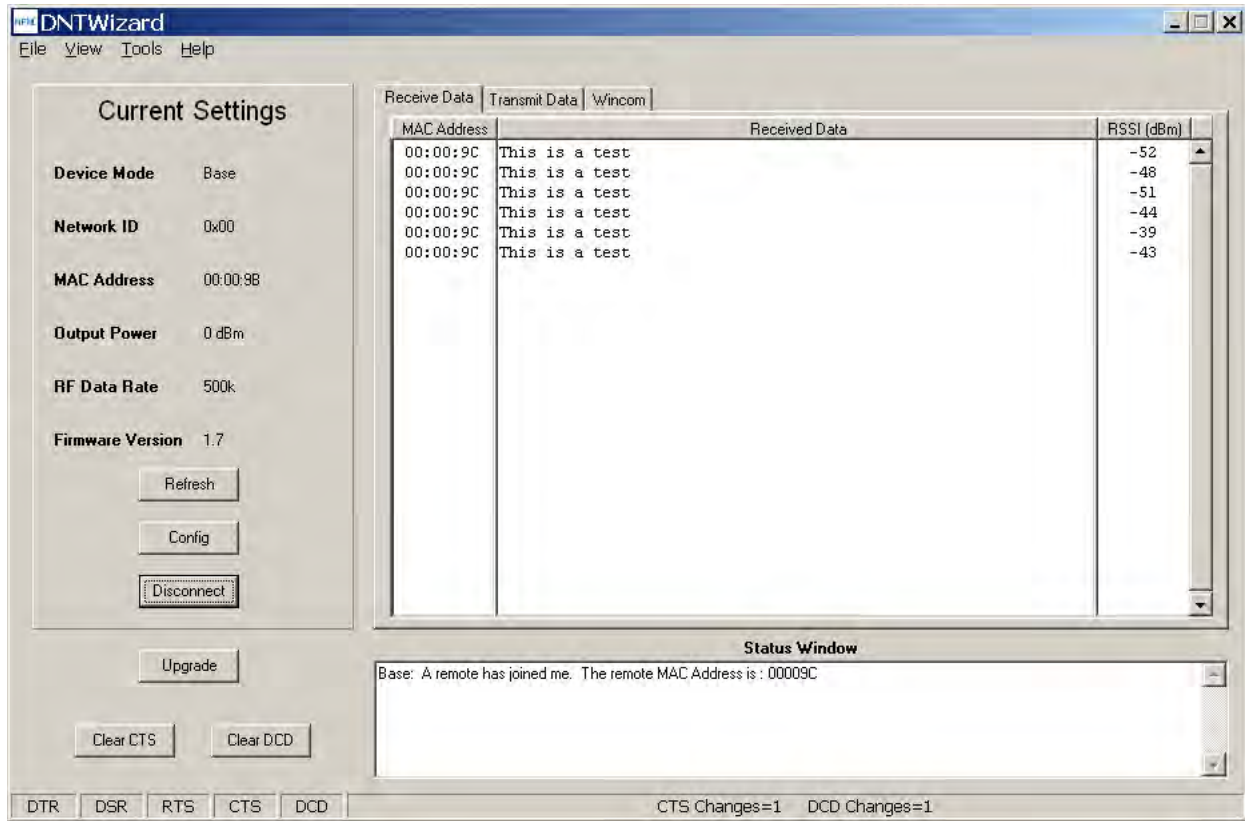 RFM DNTWizard
File View Tools Help
Current Settings
Device Mode Base
Network ID 0x00
MAC Address 00:00:9B
Output Power 0 dBm
RF Data Rate 500k
Firmware Version 1.7
Refresh
Config
Disconnect
Upgrade
Clear CTS Clear DCD
Receive Data Transmit Data Wincom
MAC Address Received Data RSSI (dBm)
00:00:9C This is a test -52
00:00:9C This is a test -48
00:00:9C This is a test -51
00:00:9C This is a test -44
00:00:9C This is a test -39
00:00:9C This is a test -43
Status Window
Base: A remote has joined me. The remote MAC Address is : 00009C
DTR DSR RTS CTS DCD CTS Changes=1 DCD Changes=1